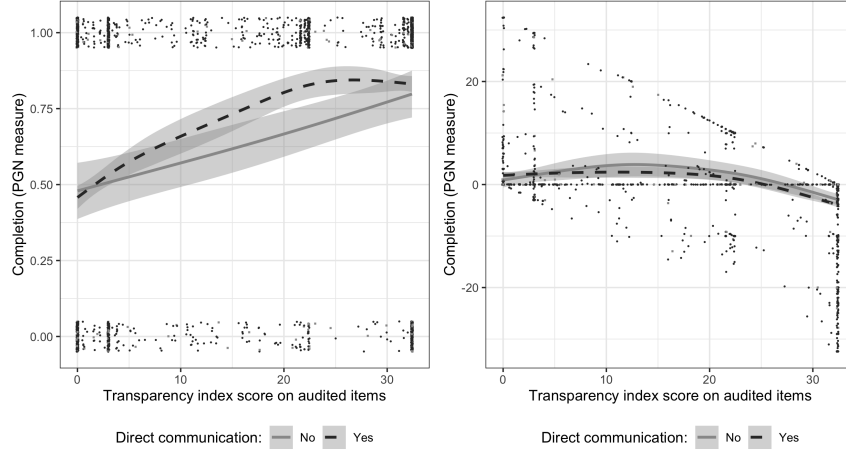 Completion (PGN measure)
1.00
0.75
0.50
0.25
0.00
0
10
20
30
Transparency index score on audited items
Direct communication:
No
Yes
Completion (PGN measure)
20
0
-20
0
10
20
30
Transparency index score on audited items
Direct communication:
No
Yes